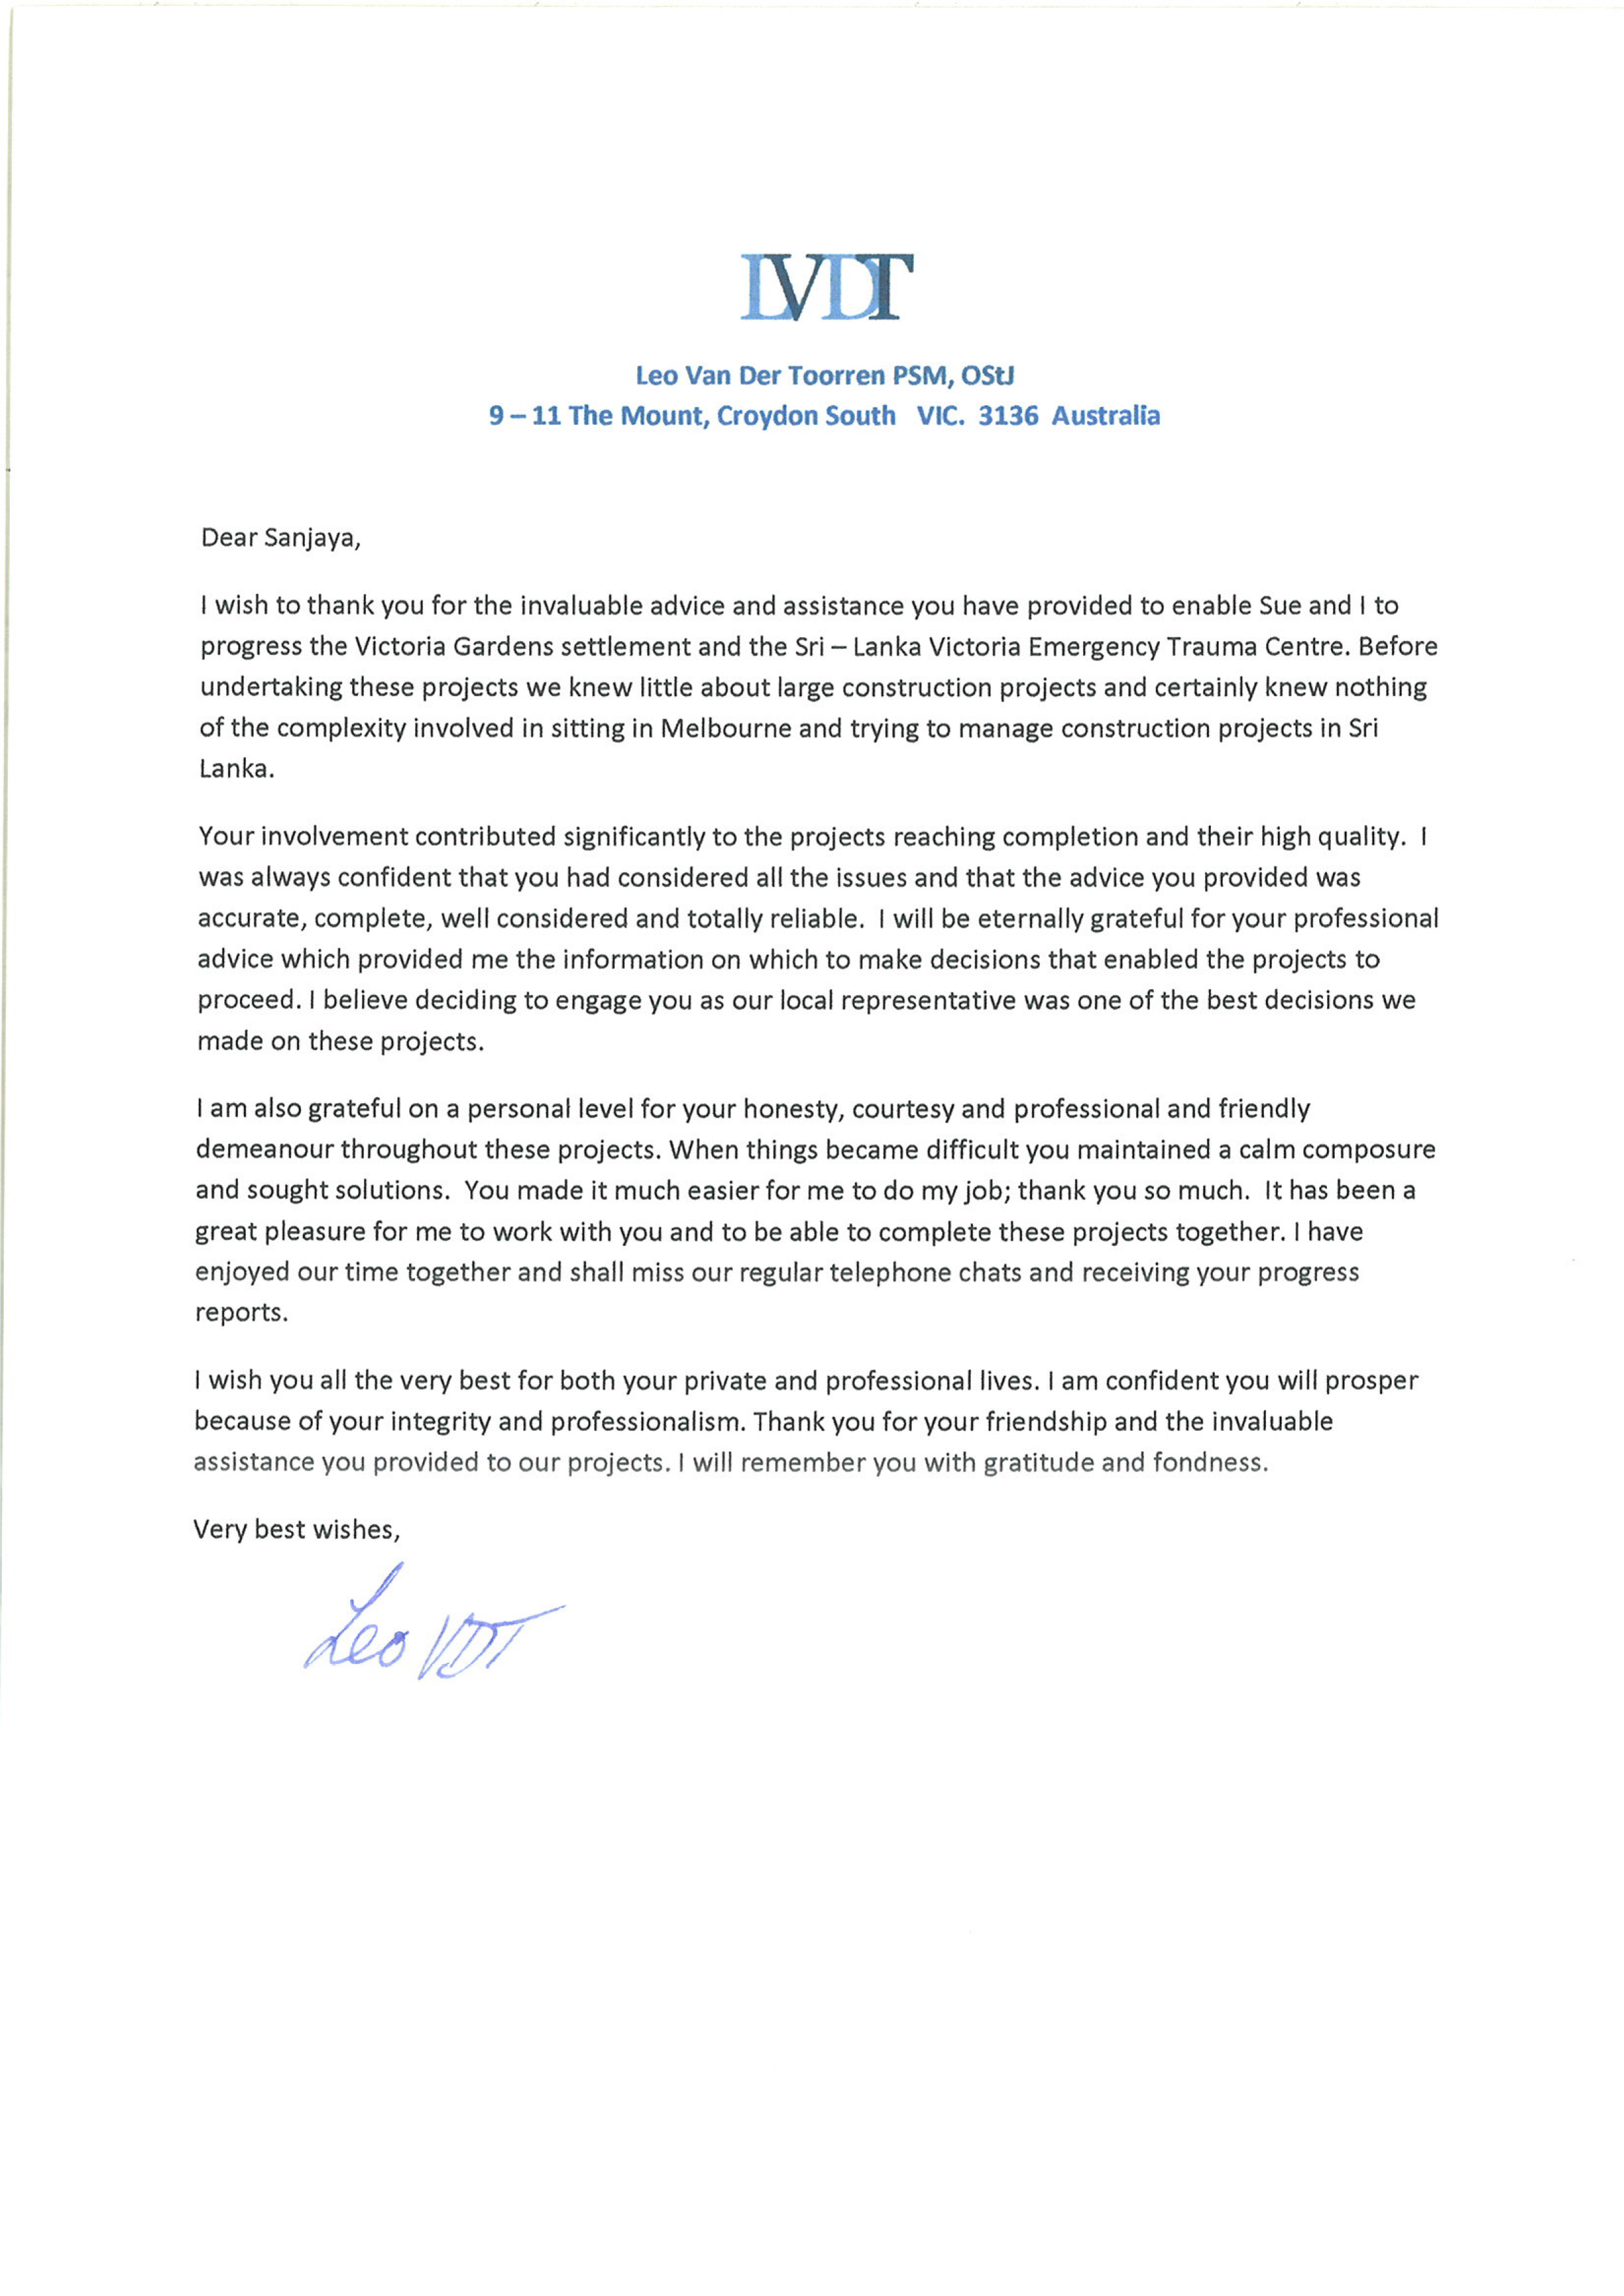 LVDT
Leo Van Der Toorren PSM, OStJ
9 – 11 The Mount, Croydon South   VIC.  3136  Australia
Dear Sanjaya,
I wish to thank you for the invaluable advice and assistance you have provided to enable Sue and I to
progress the Victoria Gardens settlement and the Sri – Lanka Victoria Emergency Trauma Centre. Before
undertaking these projects we knew little about large construction projects and certainly knew nothing
of the complexity involved in sitting in Melbourne and trying to manage construction projects in Sri
Lanka.
Your involvement contributed significantly to the projects reaching completion and their high quality.  I
was always confident that you had considered all the issues and that the advice you provided was
accurate, complete, well considered and totally reliable.  I will be eternally grateful for your professional
advice which provided me the information on which to make decisions that enabled the projects to
proceed. I believe deciding to engage you as our local representative was one of the best decisions we
made on these projects.
I am also grateful on a personal level for your honesty, courtesy and professional and friendly
demeanour throughout these projects. When things became difficult you maintained a calm composure
and sought solutions.  You made it much easier for me to do my job; thank you so much.  It has been a
great pleasure for me to work with you and to be able to complete these projects together. I have
enjoyed our time together and shall miss our regular telephone chats and receiving your progress
reports.
I wish you all the very best for both your private and professional lives. I am confident you will prosper
because of your integrity and professionalism. Thank you for your friendship and the invaluable
assistance you provided to our projects. I will remember you with gratitude and fondness.
Very best wishes,
Leo VDT